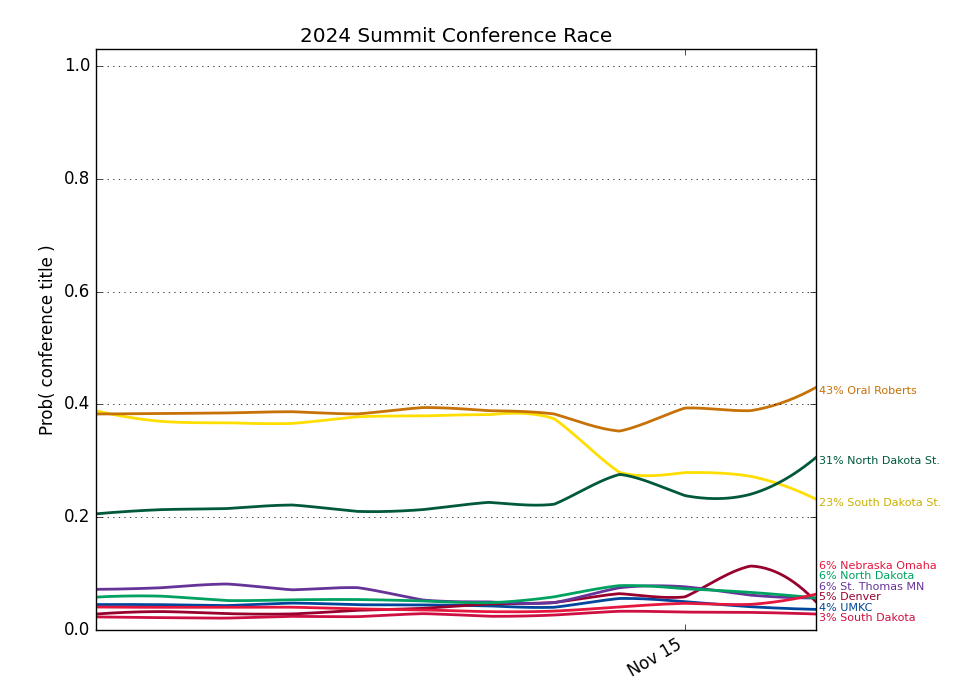 2024 Summit Conference Race
Prob( conference title )
1.0
0.8
0.6
0.4
0.2
0.0
Nov 15
43% Oral Roberts
31% North Dakota St.
23% South Dakota St.
6% Nebraska Omaha
6% North Dakota
6% St. Thomas MN
5% Denver
4% UMKC
3% South Dakota